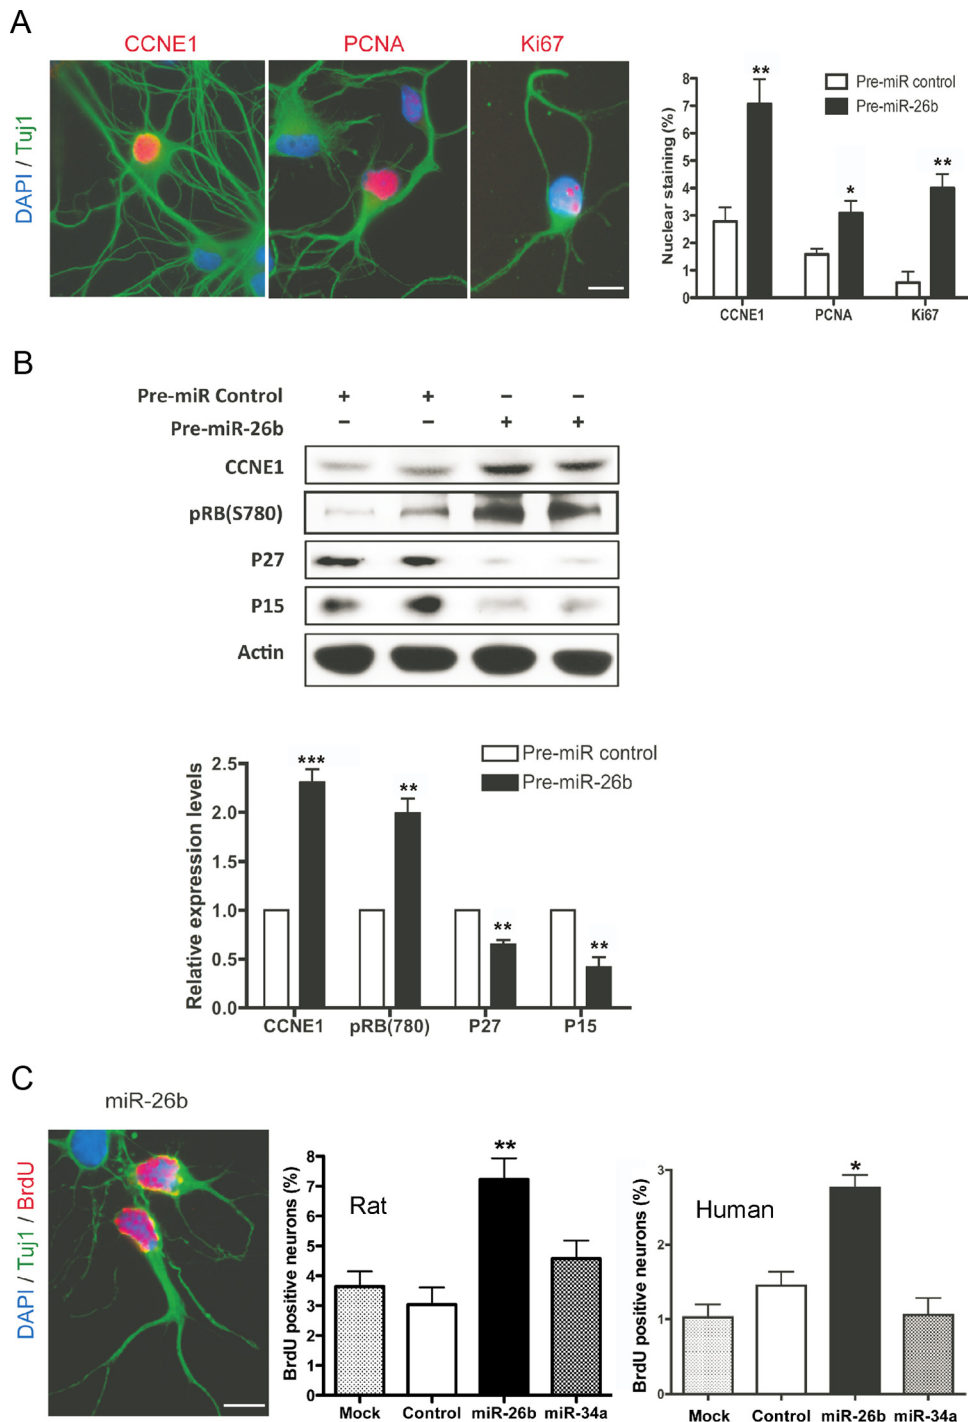 A
CCNE1 PCNA Ki67
DAPI / Tuj1
Nuclear staining (%)
8
7
6
5
4
3
2
1
0
** * **
Pre-miR control
Pre-miR-26b
CCNE1 PCNA Ki67
B
Pre-miR Control + + – –
Pre-miR-26b – – + +
CCNE1
pRB(S780)
P27
P15
Actin
Relative expression levels
2.5
2.0
1.5
1.0
0.5
0.0
*** ** ** **
Pre-miR control
Pre-miR-26b
CCNE1 pRB(780) P27 P15
C
miR-26b
DAPI / Tuj1 / BrdU
BrdU positive neurons (%)
8
7
6
5
4
3
2
1
0
Rat
**
Mock Control miR-26b miR-34a
BrdU positive neurons (%)
3
2
1
0
Human
*
Mock Control miR-26b miR-34a